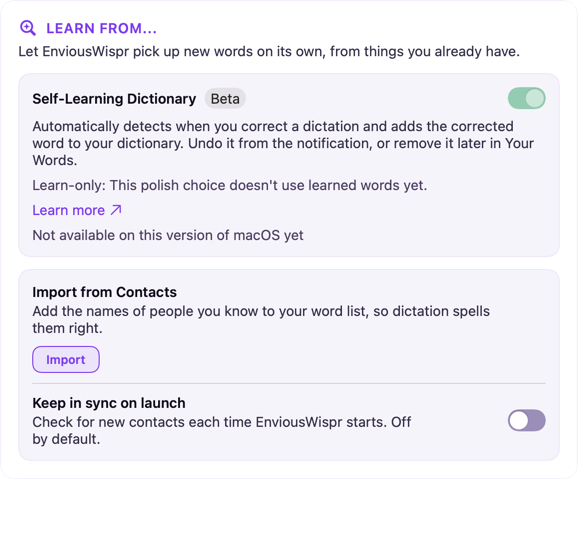 LEARN FROM...
Let EnviousWispr pick up new words on its own, from things you already have.
Self-Learning Dictionary Beta
Automatically detects when you correct a dictation and adds the corrected
word to your dictionary. Undo it from the notification, or remove it later in Your
Words.
Learn-only: This polish choice doesn't use learned words yet.
Learn more ↗
Not available on this version of macOS yet
Import from Contacts
Add the names of people you know to your word list, so dictation spells
them right.
Import
Keep in sync on launch
Check for new contacts each time EnviousWispr starts. Off
by default.